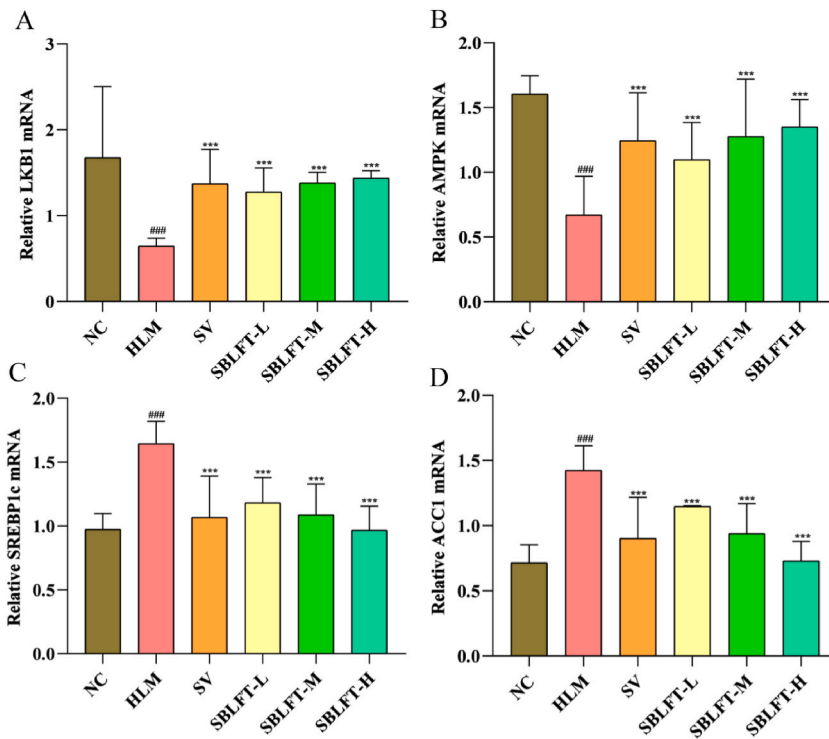 A
Relative LKB1 mRNA
3
2
1
0
###
***
***
***
***
NC
HLM
SV
SBLFT-L
SBLFT-M
SBLFT-H
B
Relative AMPK mRNA
2.0
1.5
1.0
0.5
0.0
###
***
***
***
***
NC
HLM
SV
SBLFT-L
SBLFT-M
SBLFT-H
C
Relative SREBP1c mRNA
2.0
1.5
1.0
0.5
0.0
###
***
***
***
***
NC
HLM
SV
SBLFT-L
SBLFT-M
SBLFT-H
D
Relative ACC1 mRNA
2.0
1.5
1.0
0.5
0.0
###
***
***
***
***
NC
HLM
SV
SBLFT-L
SBLFT-M
SBLFT-H